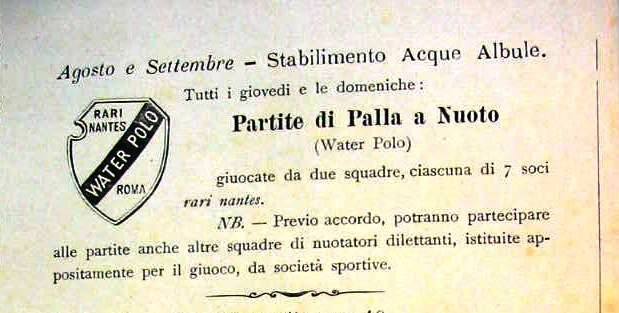 Agosto e Settembre – Stabilimento Acque Albule.
Tutti i giovedi e le domeniche:
RARI
NANTES
WATER POLO
ROMA
Partite di Palla a Nuoto
(Water Polo)
giuocate da due squadre, ciascuna di 7 soci
rari nantes.
NB. — Previo accordo, potranno partecipare
alle partite anche altre squadre di nuotatori dilettanti, istituite ap-
positamente per il giuoco, da società sportive.